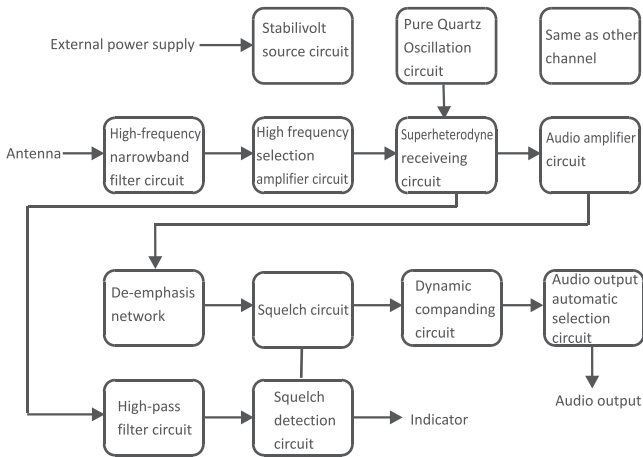 External power supply
Stabilivolt
source circuit
Pure Quartz
Oscillation
circuit
Same as other
channel
Antenna
High-frequency
narrowband
filter circuit
High frequency
selection
amplifier circuit
Superheterodyne
receiveing
circuit
Audio amplifier
circuit
De-emphasis
network
Squelch circuit
Dynamic
companding
circuit
Audio output
automatic
selection
circuit
Audio output
High-pass
filter circuit
Squelch
detection
circuit
Indicator